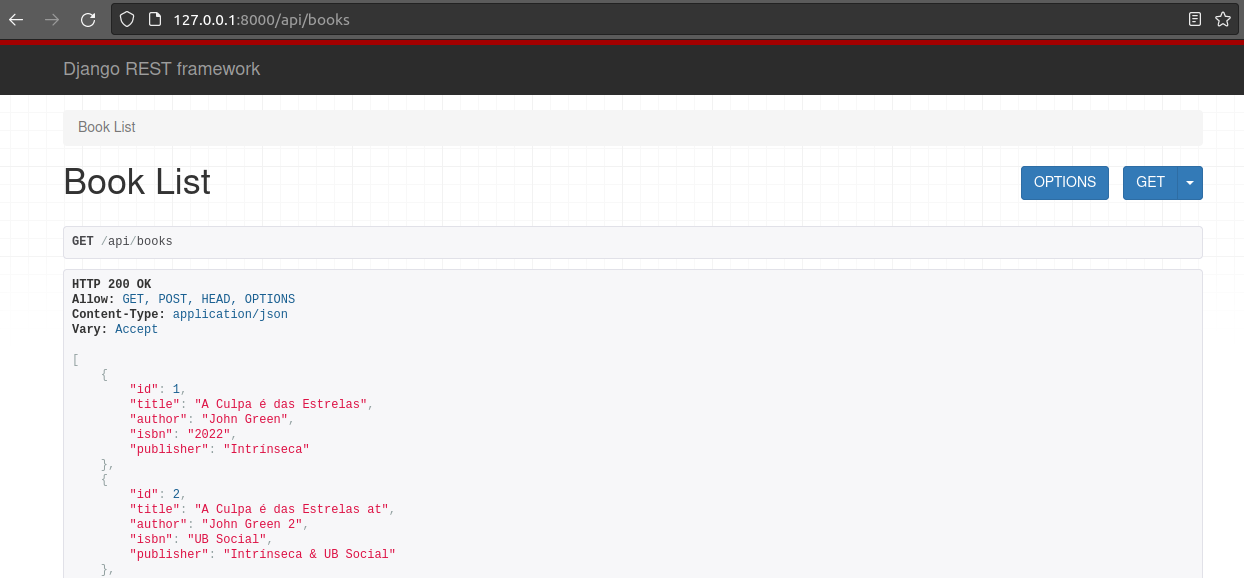 127.0.0.1:8000/api/books
Django REST framework
Book List
Book List
OPTIONS
GET
GET /api/books
HTTP 200 OK
Allow: GET, POST, HEAD, OPTIONS
Content-Type: application/json
Vary: Accept
[
{
"id": 1,
"title": "A Culpa é das Estrelas",
"author": "John Green",
"isbn": "2022",
"publisher": "Intrínseca"
},
{
"id": 2,
"title": "A Culpa é das Estrelas at",
"author": "John Green 2",
"isbn": "UB Social",
"publisher": "Intrínseca & UB Social"
},